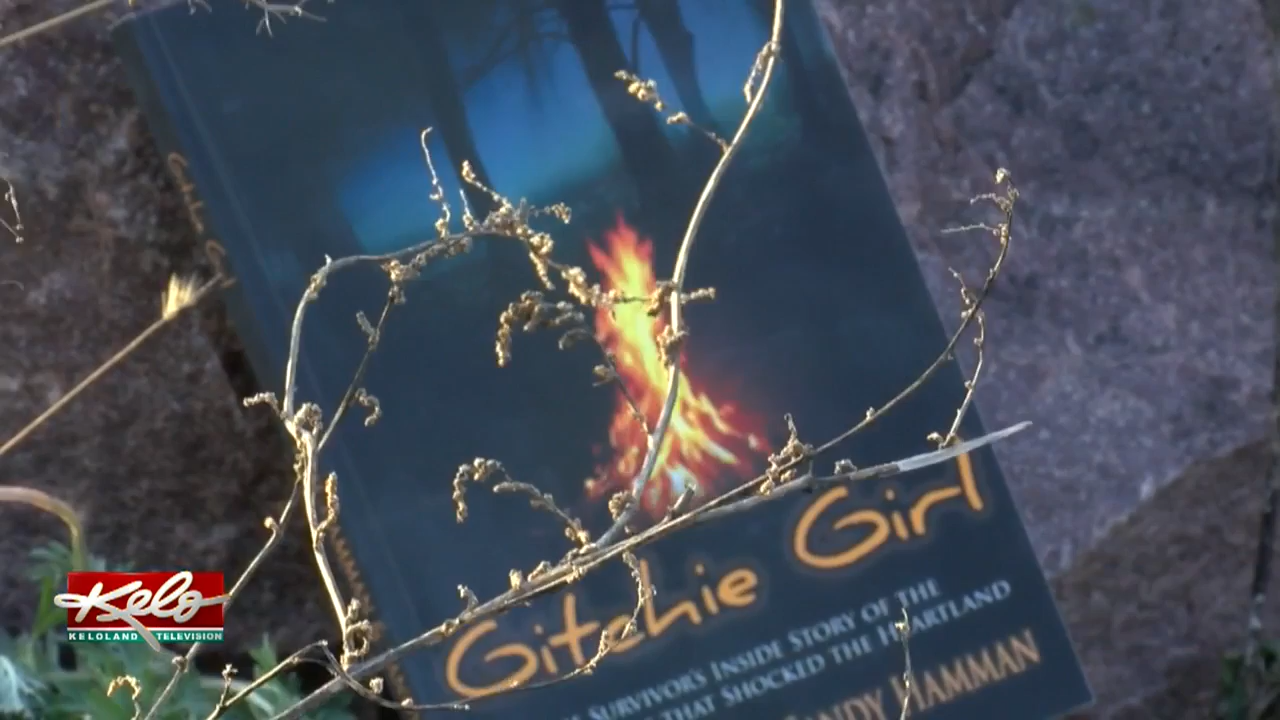 Gitchie Girl
SURVIVOR'S INSIDE STORY OF THE
THAT SHOCKED THE HEARTLAND
HAMMAN
Kelo
KELOLAND TELEVISION